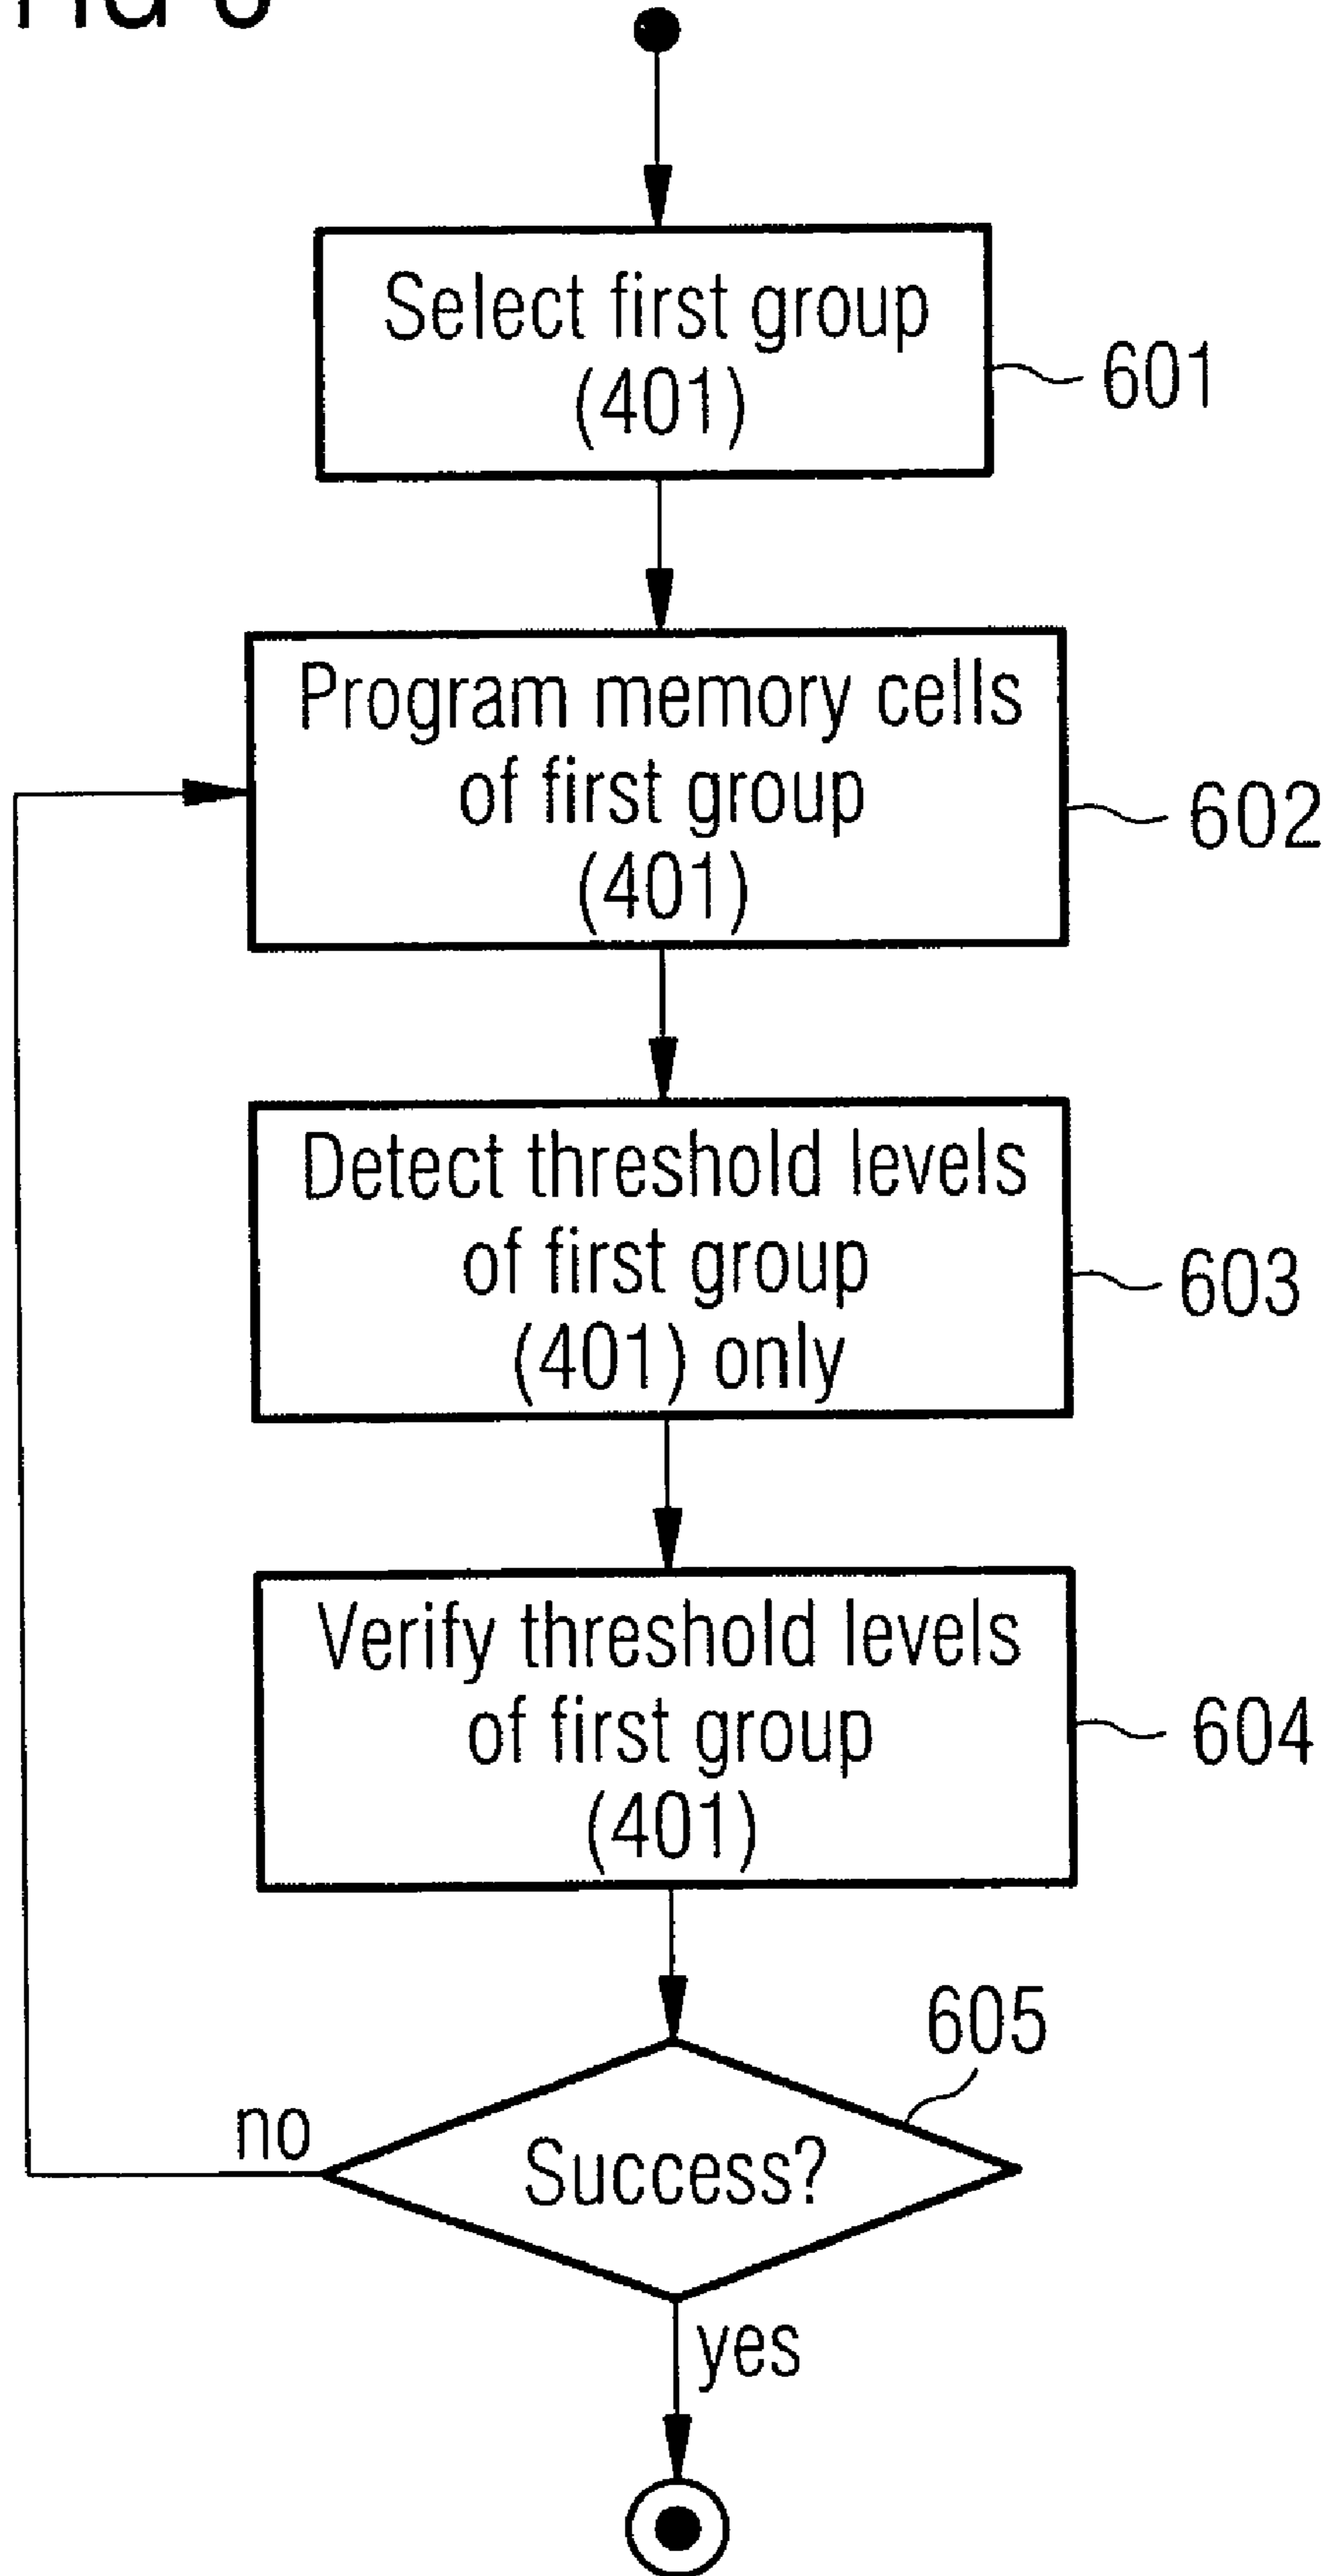 Select first group
(401)
601
Program memory cells
of first group
(401)
602
Detect threshold levels
of first group
(401) only
603
Verify threshold levels
of first group
(401)
604
605
no
Success?
yes